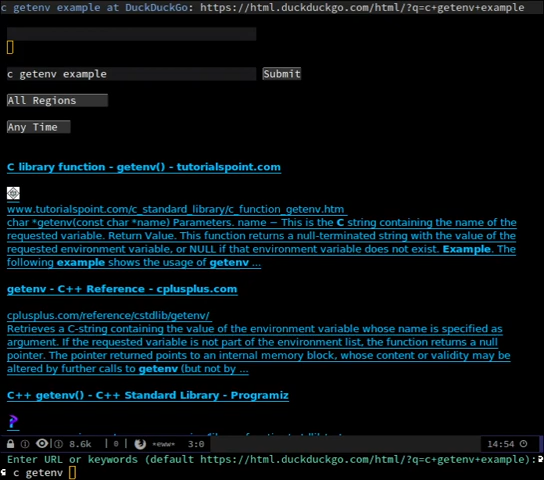 c getenv example at DuckDuckGo: https://html.duckduckgo.com/html/?q=c+getenv+example
c getenv example Submit
All Regions
Any Time
C library function - getenv() - tutorialspoint.com
www.tutorialspoint.com/c_standard_library/c_function_getenv.htm
char *getenv(const char *name) Parameters. name − This is the C string containing the name of the
requested variable. Return Value. This function returns a null-terminated string with the value of the
requested environment variable, or NULL if that environment variable does not exist. Example. The
following example shows the usage of getenv ...
getenv - C++ Reference - cplusplus.com
cplusplus.com/reference/cstdlib/getenv/
Retrieves a C-string containing the value of the environment variable whose name is specified as
argument. If the requested variable is not part of the environment list, the function returns a null
pointer. The pointer returned points to an internal memory block, whose content or validity may be
altered by further calls to getenv (but not by ...
C++ getenv() - C++ Standard Library - Programiz
8.6k | 0 | *eww* 3:0 14:54
Enter URL or keywords (default https://html.duckduckgo.com/html/?q=c+getenv+example):
c getenv